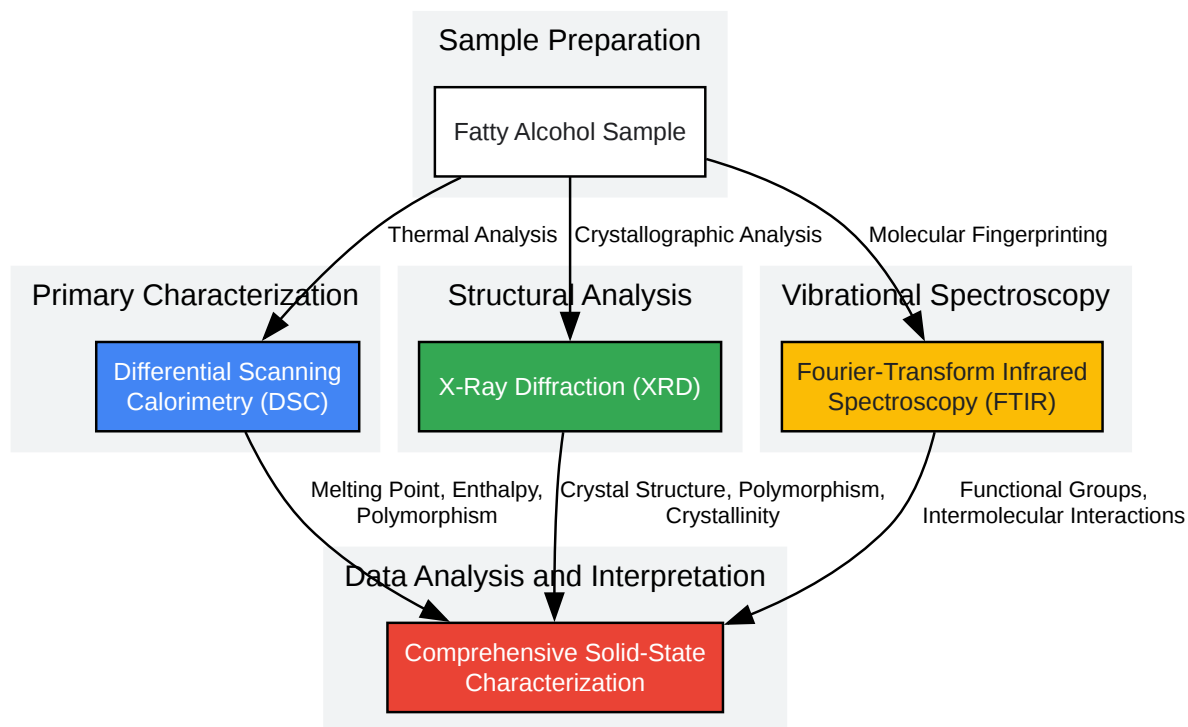 Sample Preparation
Fatty Alcohol Sample
Thermal Analysis
Crystallographic Analysis
Molecular Fingerprinting
Primary Characterization
Structural Analysis
Vibrational Spectroscopy
Differential Scanning
Calorimetry (DSC)
X-Ray Diffraction (XRD)
Fourier-Transform Infrared
Spectroscopy (FTIR)
Melting Point, Enthalpy,
Polymorphism
Crystal Structure, Polymorphism,
Crystallinity
Functional Groups,
Intermolecular Interactions
Data Analysis and Interpretation
Comprehensive Solid-State
Characterization